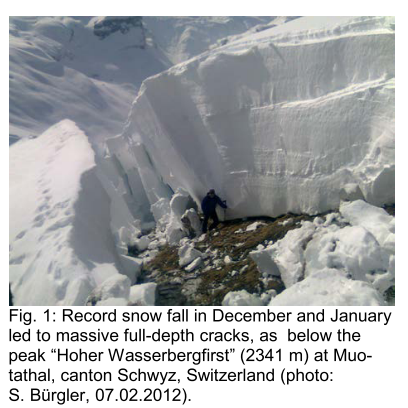 Fig. 1: Record snow fall in December and January
led to massive full-depth cracks, as  below the
peak “Hoher Wasserbergfirst” (2341 m) at Muo-
tathal, canton Schwyz, Switzerland (photo:
S. Bürgler, 07.02.2012).